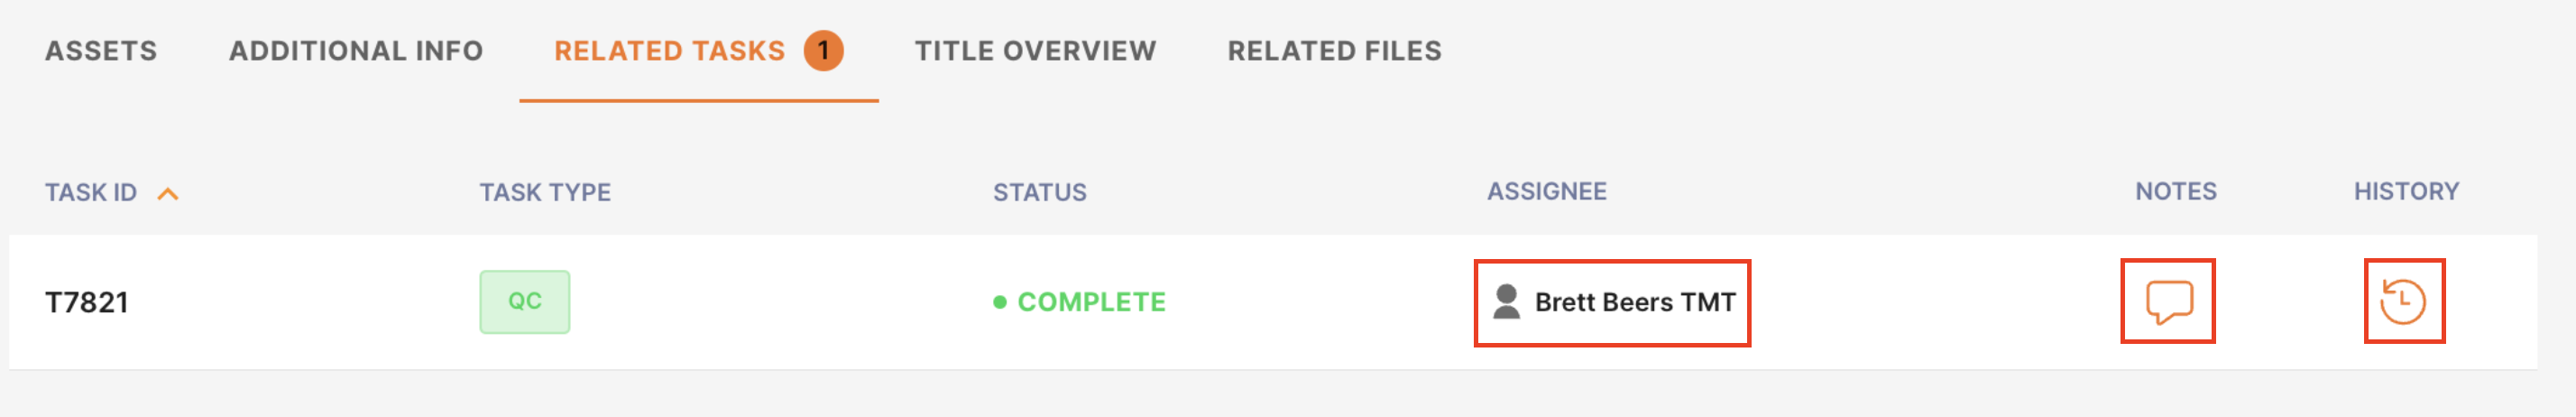 ASSETS ADDITIONAL INFO RELATED TASKS 1 TITLE OVERVIEW RELATED FILES
TASK ID TASK TYPE STATUS ASSIGNEE NOTES HISTORY
T7821 QC COMPLETE Brett Beers TMT